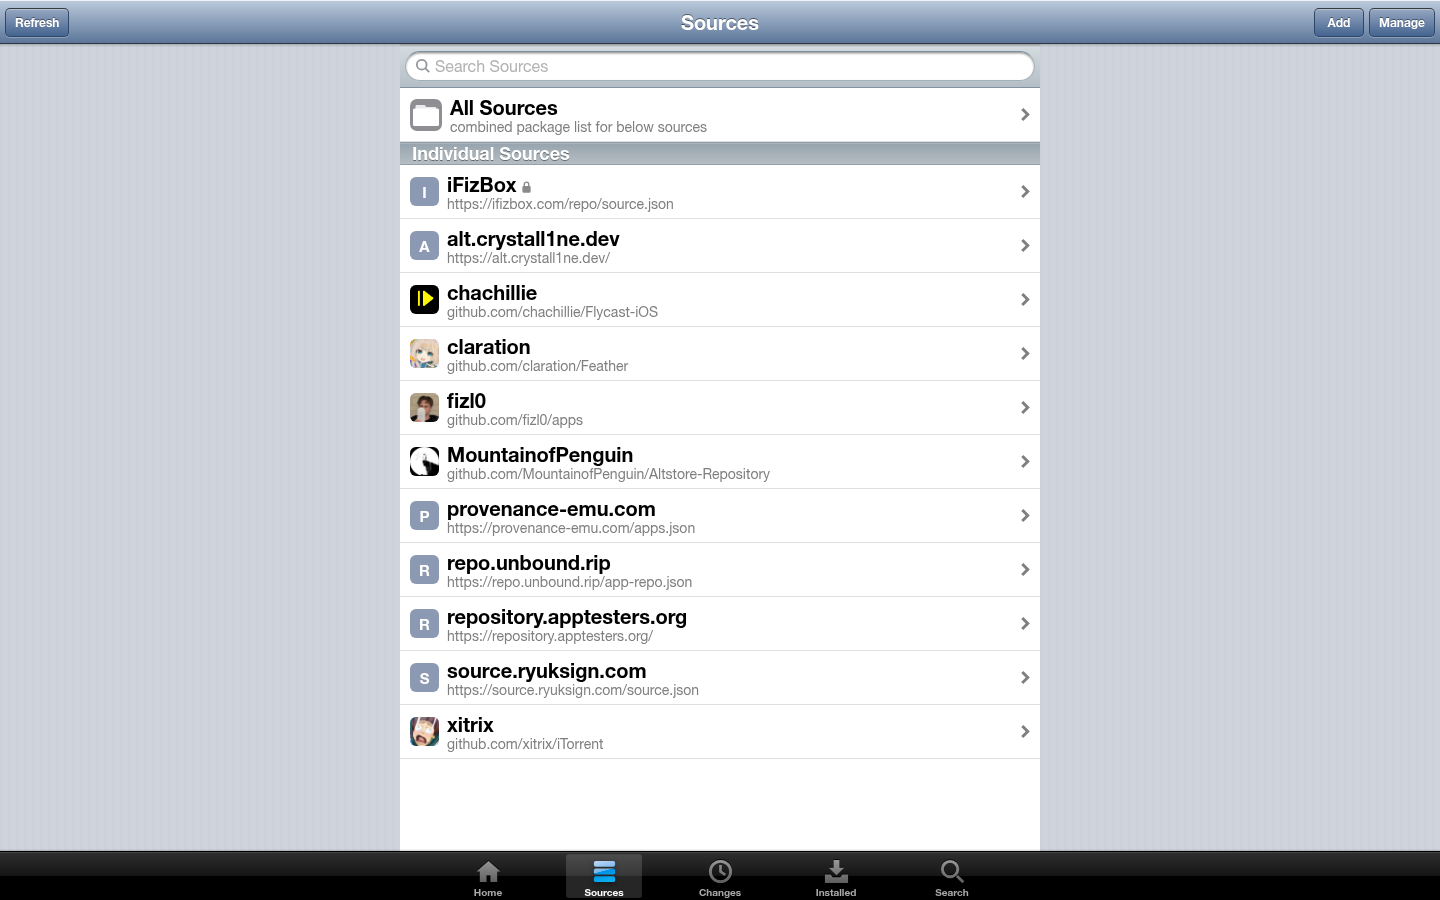 Refresh
Sources
Add
Manage
Search Sources
All Sources
combined package list for below sources
Individual Sources
I
iFizBox
https://ifizbox.com/repo/source.json
A
alt.crystall1ne.dev
https://alt.crystall1ne.dev/
chachillie
github.com/chachillie/Flycast-iOS
claration
github.com/claration/Feather
fizl0
github.com/fizl0/apps
MountainofPenguin
github.com/MountainofPenguin/Altstore-Repository
P
provenance-emu.com
https://provenance-emu.com/apps.json
R
repo.unbound.rip
https://repo.unbound.rip/app-repo.json
R
repository.apptesters.org
https://repository.apptesters.org/
S
source.ryuksign.com
https://source.ryuksign.com/source.json
xitrix
github.com/xitrix/iTorrent
Home
Sources
Changes
Installed
Search